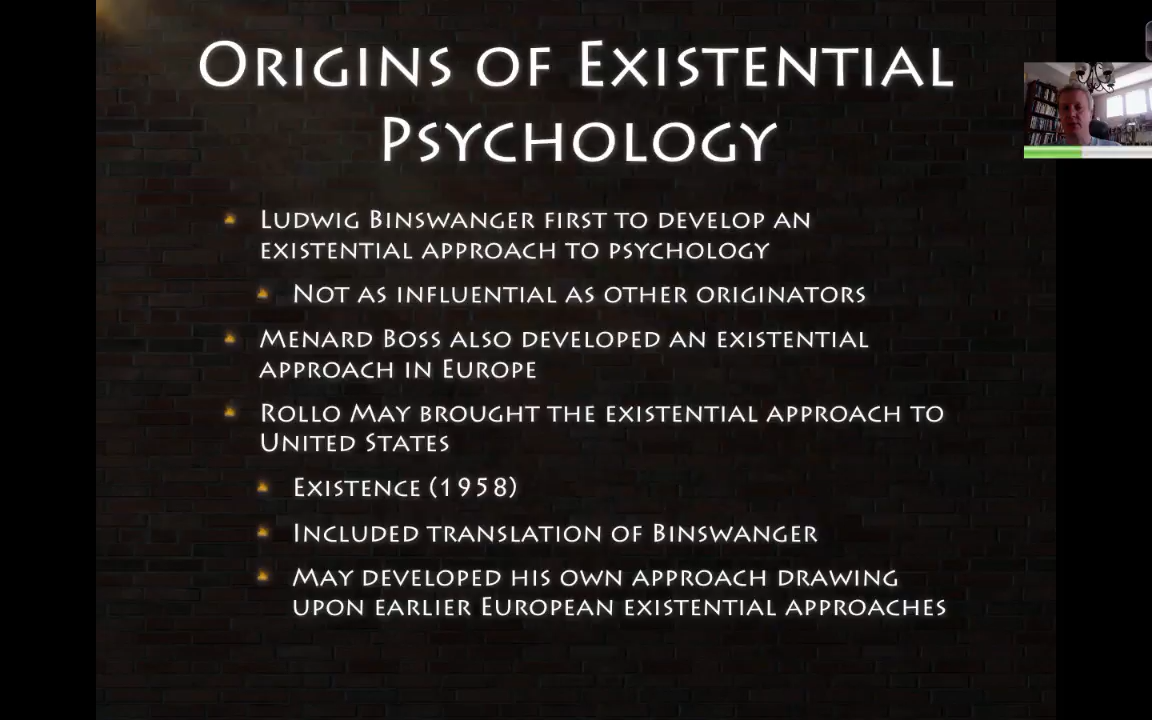 Origins of Existential
Psychology
Ludwig Binswanger first to develop an
existential approach to psychology
Not as influential as other originators
Menard Boss also developed an existential
approach in Europe
Rollo May brought the existential approach to
United States
Existence (1958)
Included translation of Binswanger
May developed his own approach drawing
upon earlier European existential approaches